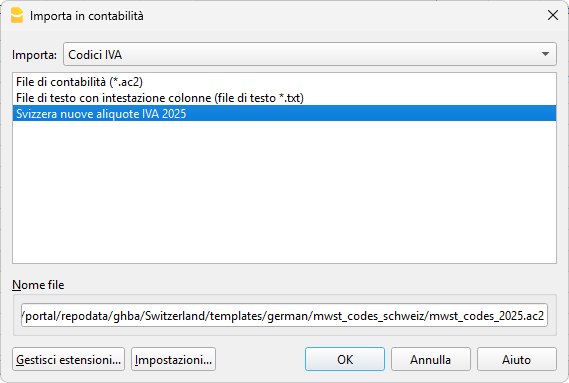 Importa in contabilità
Importa: Codici IVA
File di contabilità (*.ac2)
File di testo con intestazione colonne (file di testo *.txt)
Svizzera nuove aliquote IVA 2025
Nome file
/portal/repodata/ghba/Switzerland/templates/german/mwst_codes_schweiz/mwst_codes_2025.ac2
Gestisci estensioni... Impostazioni... OK Annulla Aiuto